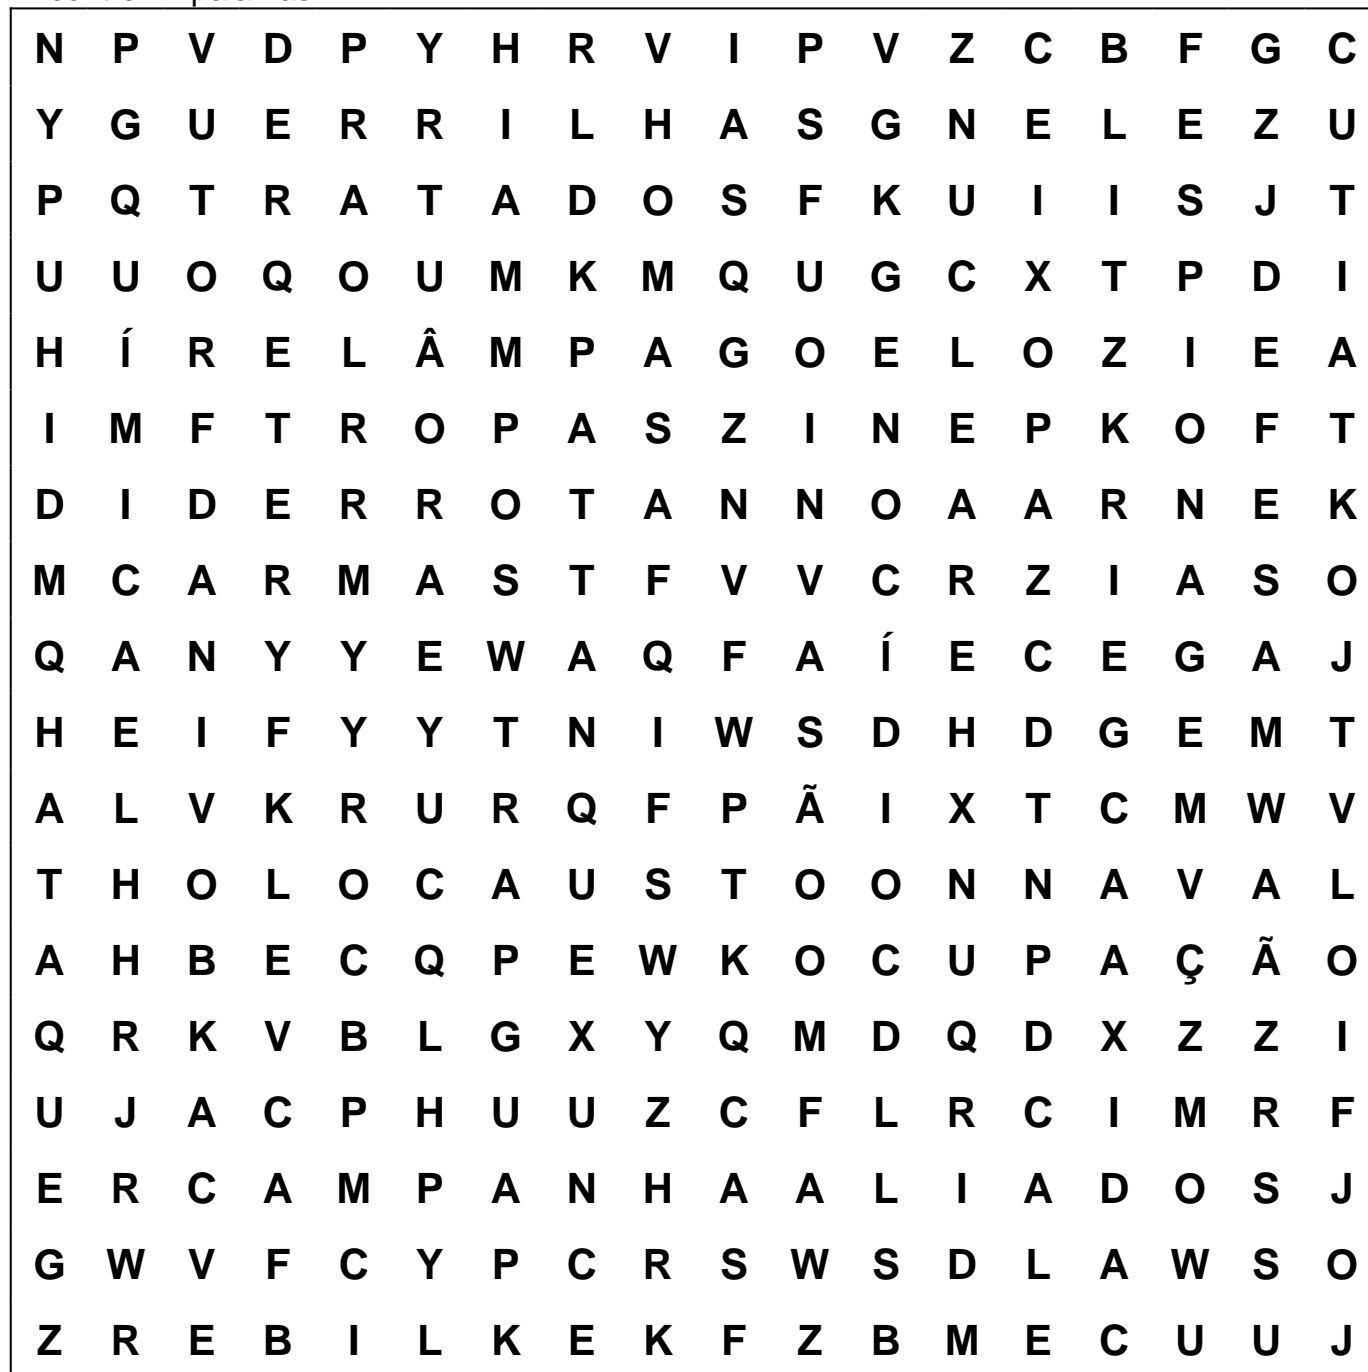 N P V D P Y H R V I P V Z C B F G C
Y G U E R R I L H A S G N E L E Z U
P Q T R A T A D O S F K U I I S J T
U U O Q O U M K M Q U G C X T P D I
H Í R E L Â M P A G O E L O Z I E A
I M F T R O P A S Z I N E P K O F T
D I D E R R O T A N N O A A R N E K
M C A R M A S T F V V C R Z I A S O
Q A N Y Y E W A Q F A Í E C E G A J
H E I F Y Y T N I W S D H D G E M T
A L V K R U R Q F P Ã I X T C M W V
T H O L O C A U S T O O N N A V A L
A H B E C Q P E W K O C U P A Ç Ã O
Q R K V B L G X Y Q M D Q D X Z Z I
U J A C P H U U Z C F L R C I M R F
E R C A M P A N H A A L I A D O S J
G W V F C Y P C R S W S D L A W S O
Z R E B I L K E K F Z B M E C U U J